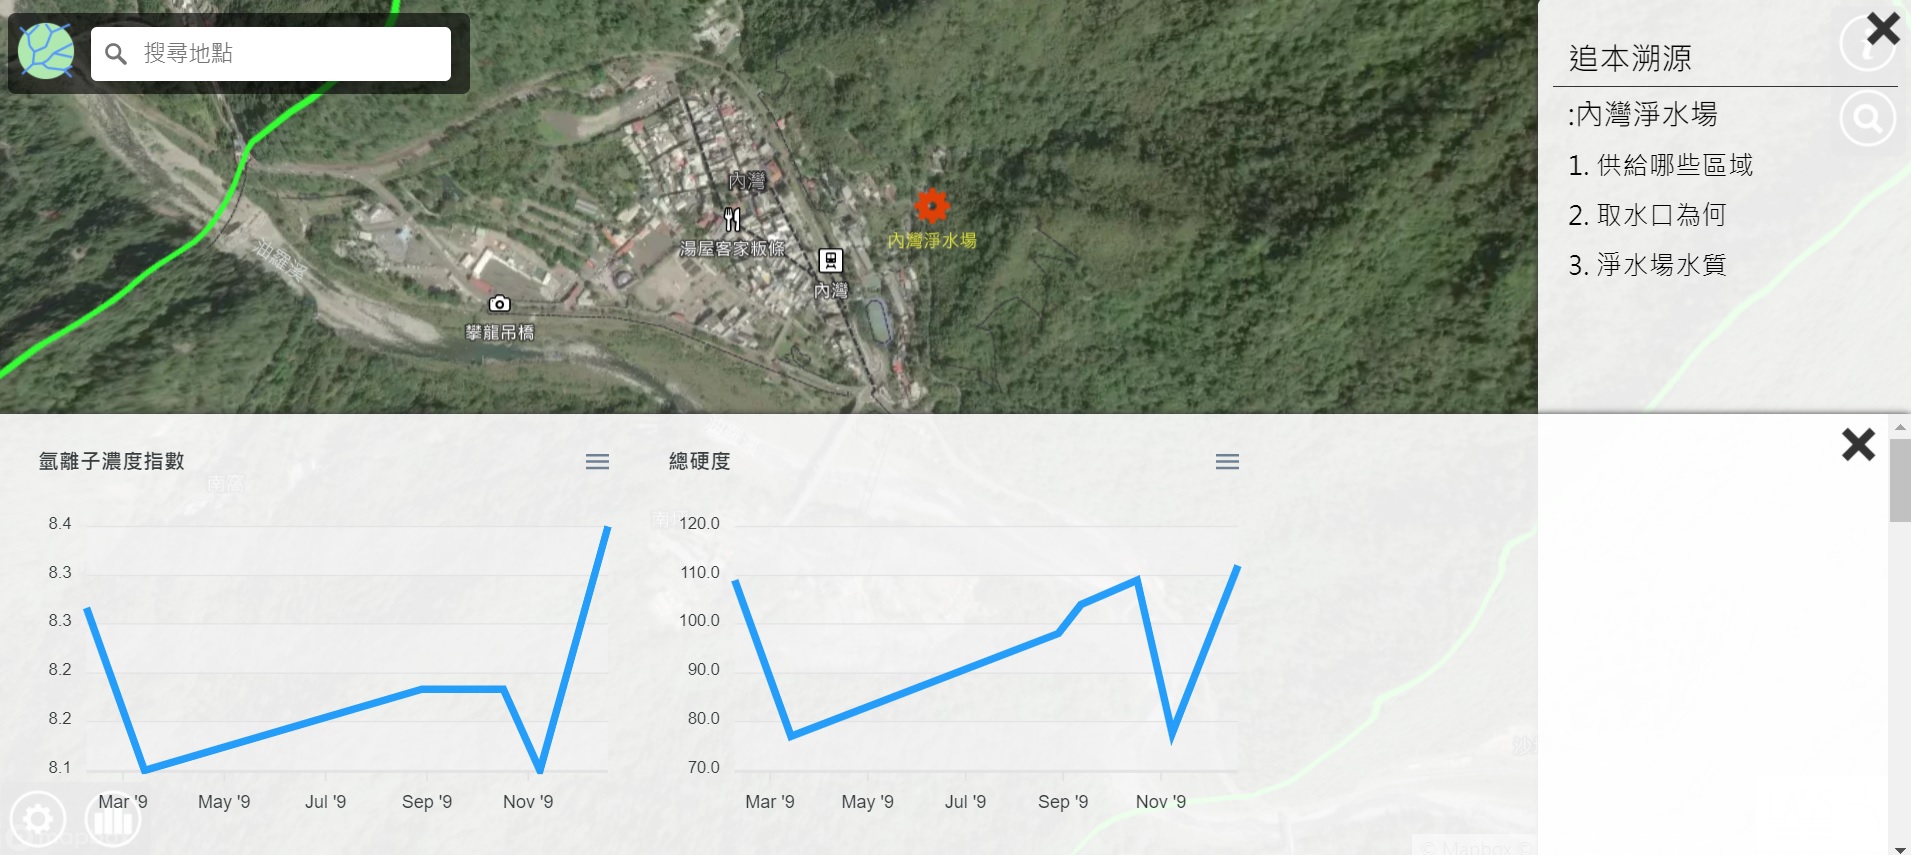 搜尋地點
內灣
湯屋客家粄條
內灣
內灣淨水場
油羅溪
攀龍吊橋
追本溯源
:內灣淨水場
1. 供給哪些區域
2. 取水口為何
3. 淨水場水質
氫離子濃度指數
8.4
8.3
8.3
8.2
8.2
8.1
Mar '9 May '9 Jul '9 Sep '9 Nov '9
總硬度
120.0
110.0
100.0
90.0
80.0
70.0
Mar '9 May '9 Jul '9 Sep '9 Nov '9
© Mapbox ©